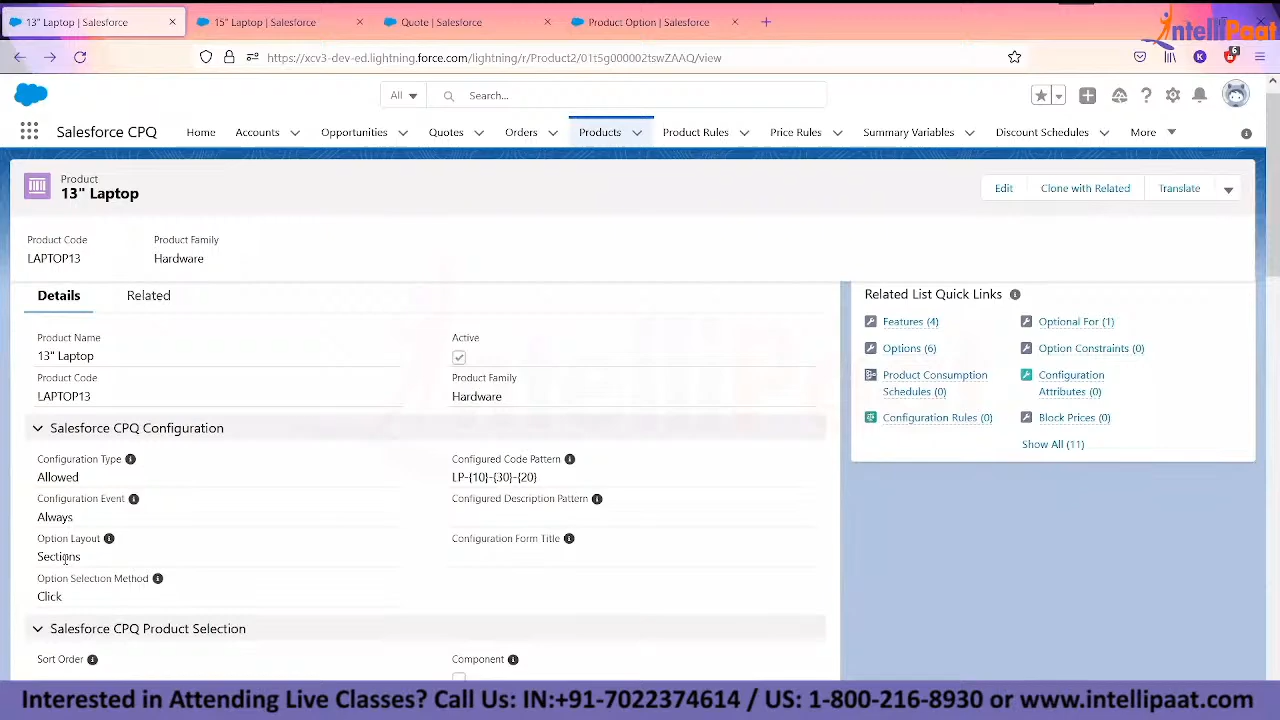 13" Laptop | Salesforce
15" Laptop | Salesforce
Quote | Salesforce
Product Option | Salesforce
IntelliPaat
https://xcv3-dev-ed.lightning.force.com/lightning/r/Product2/01t5g00000c2tswZAAQ/view
K
6
All
Search...
Salesforce CPQ
Home
Accounts
Opportunities
Quotes
Orders
Products
Product Rules
Price Rules
Summary Variables
Discount Schedules
More
Product
13" Laptop
Edit
Clone with Related
Translate
Product Code
Product Family
LAPTOP13
Hardware
Details
Related
Product Name
13" Laptop
Active
Product Code
LAPTOP13
Product Family
Hardware
Salesforce CPQ Configuration
Configuration Type
Allowed
Configured Code Pattern
LP-{10}-{30}-{20}
Configuration Event
Always
Configured Description Pattern
Option Layout
Sections
Configuration Form Title
Option Selection Method
Click
Salesforce CPQ Product Selection
Sort Order
Component
Related List Quick Links
Features (4)
Optional For (1)
Options (6)
Option Constraints (0)
Product Consumption
Schedules (0)
Configuration
Attributes (0)
Configuration Rules (0)
Block Prices (0)
Show All (11)
Interested in Attending Live Classes? Call Us: IN:+91-7022374614 / US: 1-800-216-8930 or www.intellipaat.com